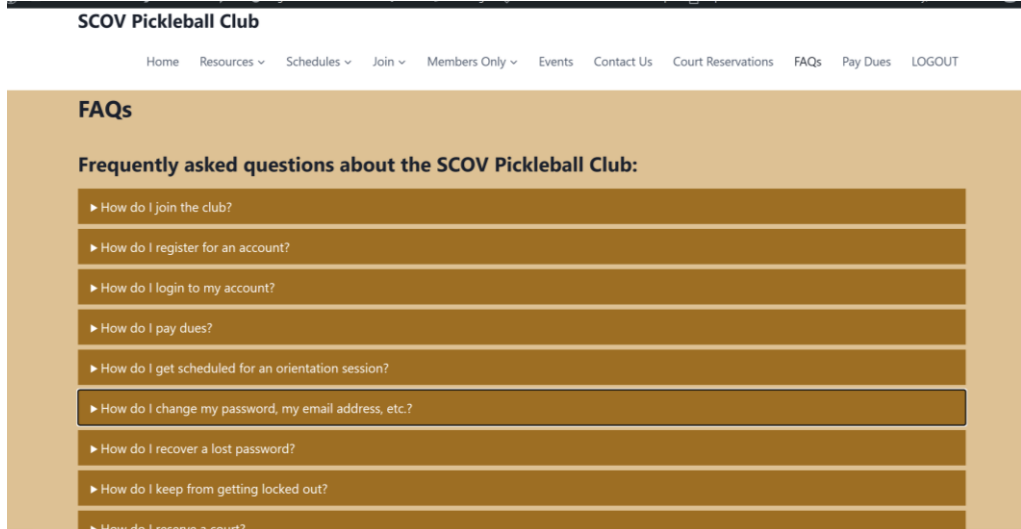 SCOV Pickleball Club
Home Resources Schedules Join Members Only Events Contact Us Court Reservations FAQs Pay Dues LOGOUT
FAQs
Frequently asked questions about the SCOV Pickleball Club:
How do I join the club?
How do I register for an account?
How do I login to my account?
How do I pay dues?
How do I get scheduled for an orientation session?
How do I change my password, my email address, etc.?
How do I recover a lost password?
How do I keep from getting locked out?
How do I reserve a court?